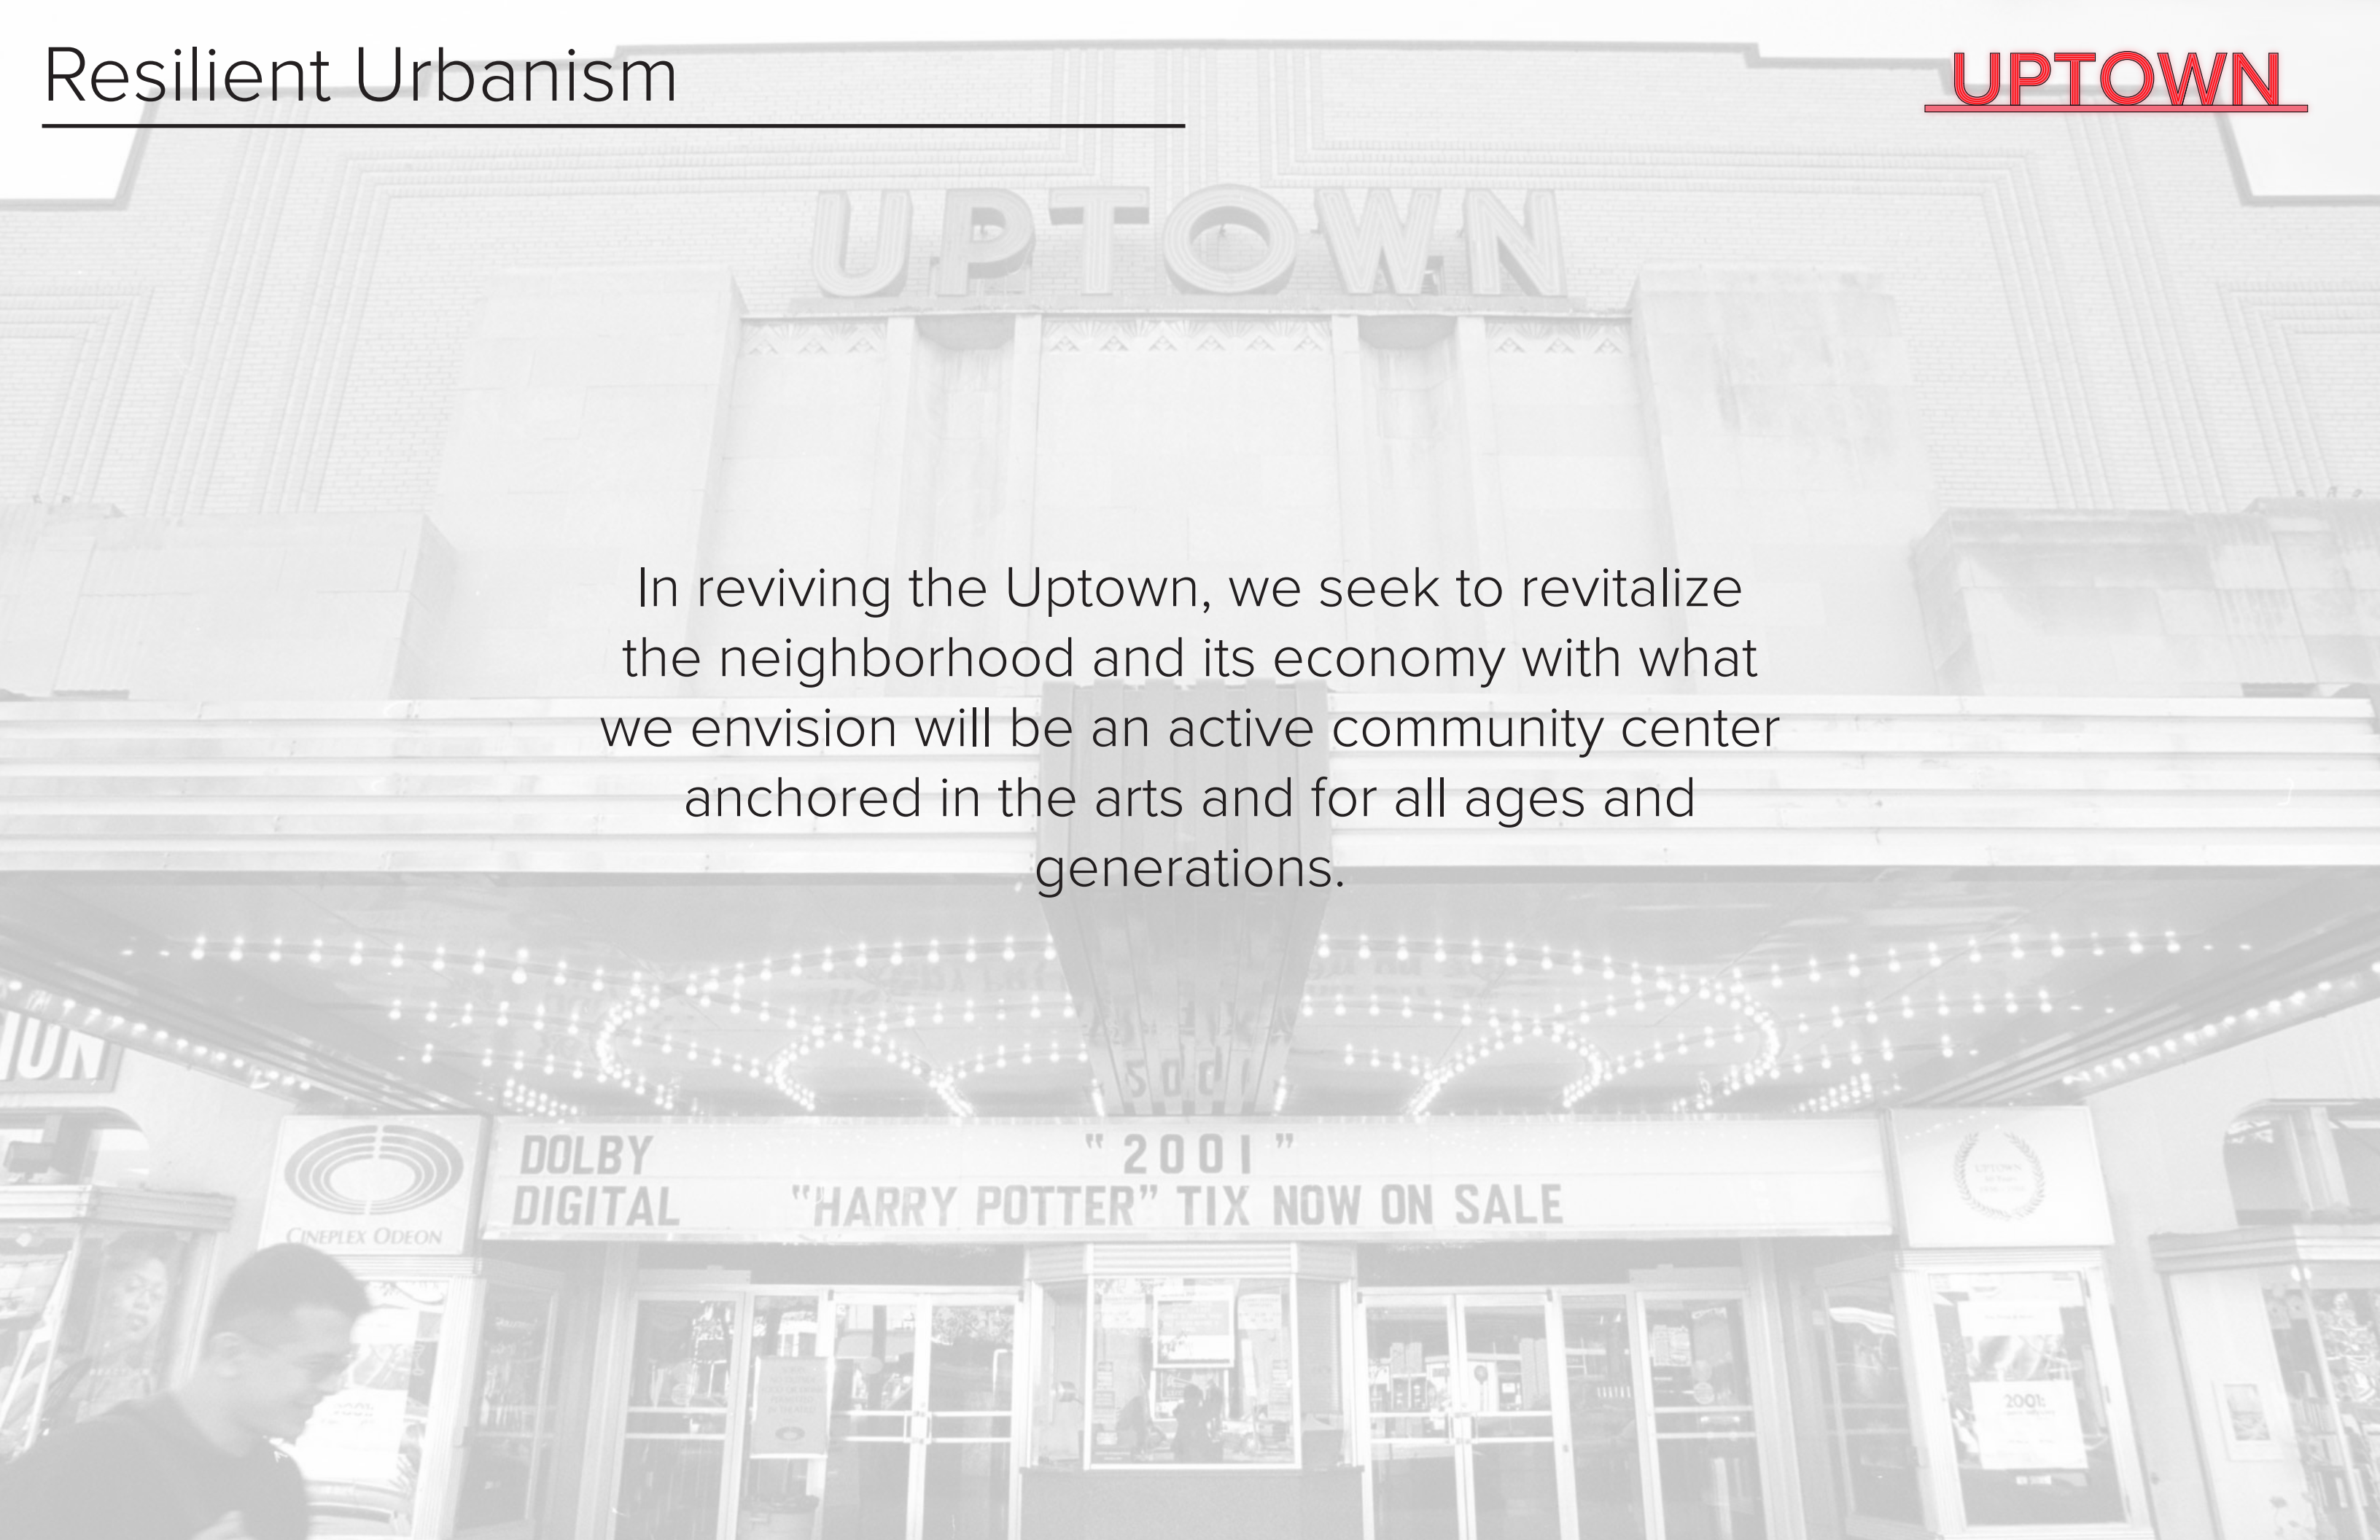 Resilient Urbanism
UPTOWN
UPTOWN
In reviving the Uptown, we seek to revitalize
the neighborhood and its economy with what
we envision will be an active community center
anchored in the arts and for all ages and
generations.
DOLBY
DIGITAL
" 2001 "
"HARRY POTTER" TIX NOW ON SALE
CINEPLEX ODEON
UPTOWN
2001: